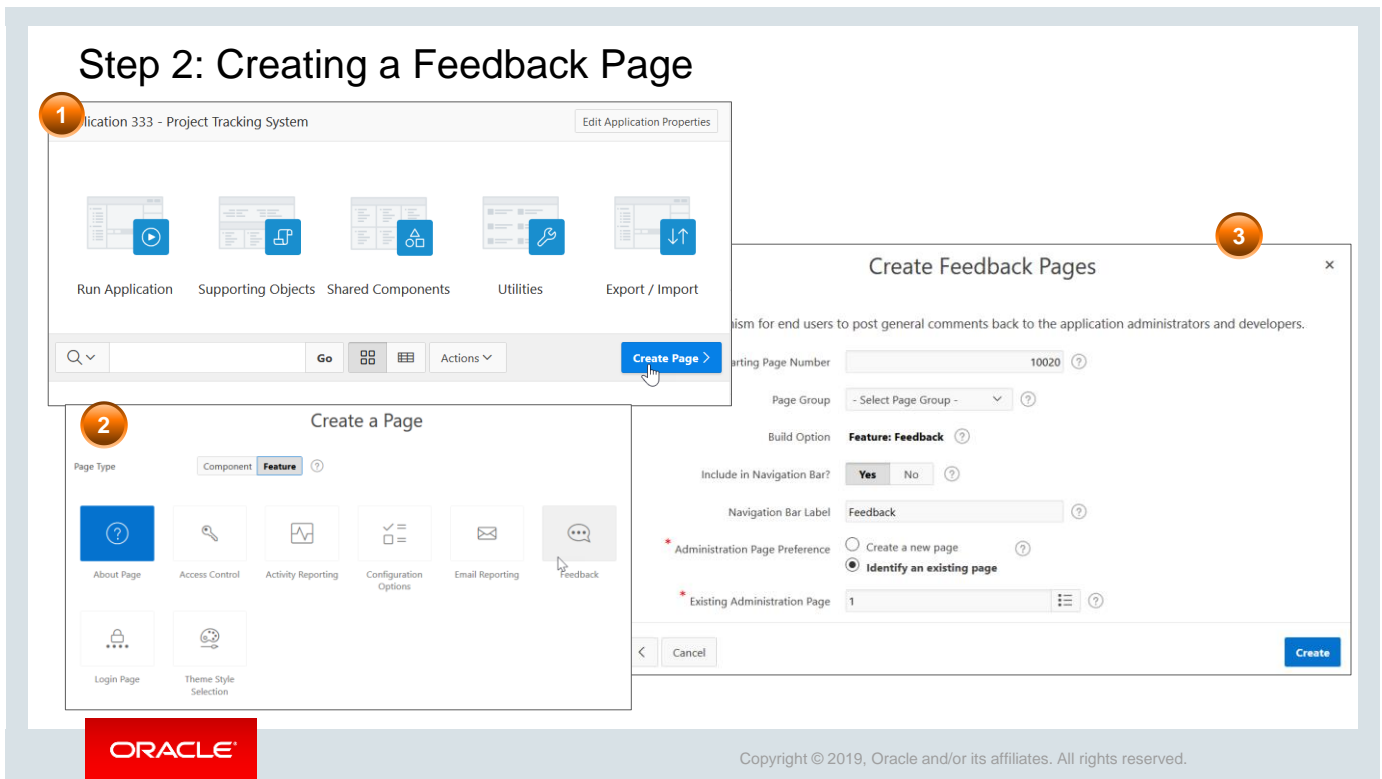 Step 2: Creating a Feedback Page
1
lication 333 - Project Tracking System
Edit Application Properties
Run Application
Supporting Objects
Shared Components
Utilities
Export / Import
Go
Actions
Create Page >
2
Create a Page
Page Type
Component
Feature
?
?
About Page
Access Control
Activity Reporting
Configuration
Options
Email Reporting
Feedback
Login Page
Theme Style
Selection
3
Create Feedback Pages
×
nism for end users to post general comments back to the application administrators and developers.
arting Page Number
10020
?
Page Group
- Select Page Group -
?
Build Option
Feature: Feedback
?
Include in Navigation Bar?
Yes
No
?
Navigation Bar Label
Feedback
?
* Administration Page Preference
Create a new page
?
Identify an existing page
* Existing Administration Page
1
?
<
Cancel
Create
ORACLE®
Copyright © 2019, Oracle and/or its affiliates. All rights reserved.